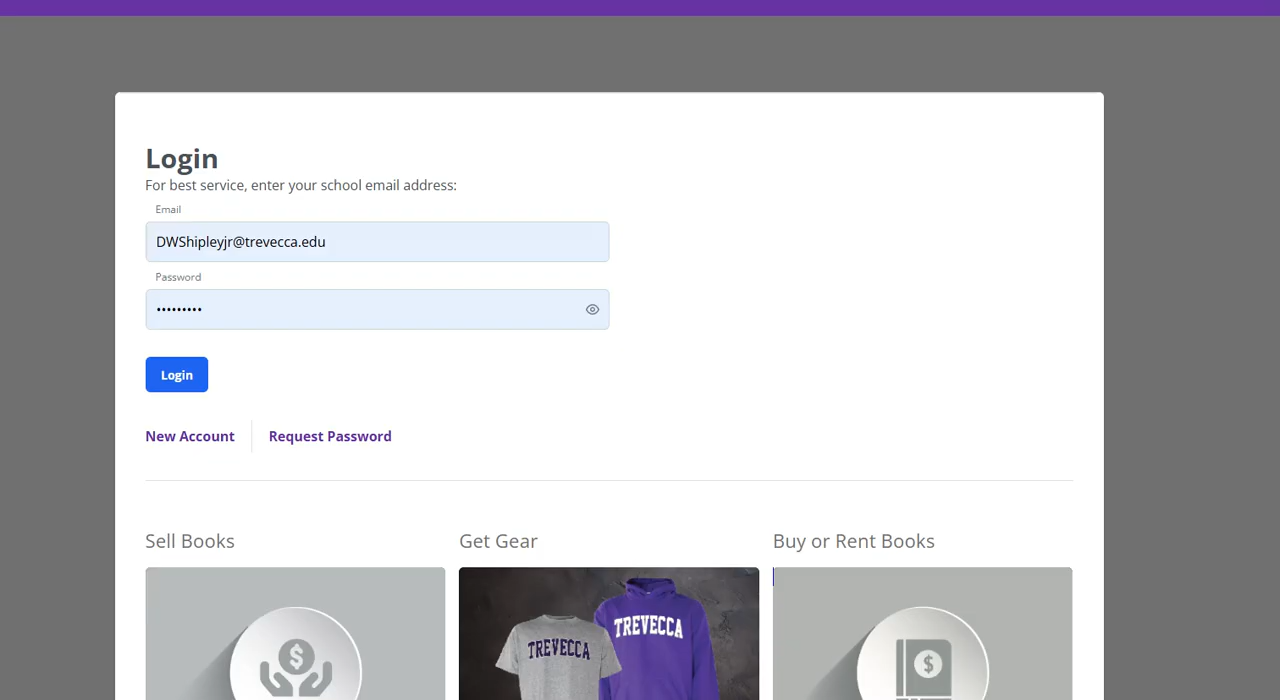 Login
For best service, enter your school email address:
Email
DWShipleyjr@trevecca.edu
Password
•••••••••
Login
New Account
Request Password
Sell Books
Get Gear
Buy or Rent Books
$
TREVECCA
TREVECCA
$